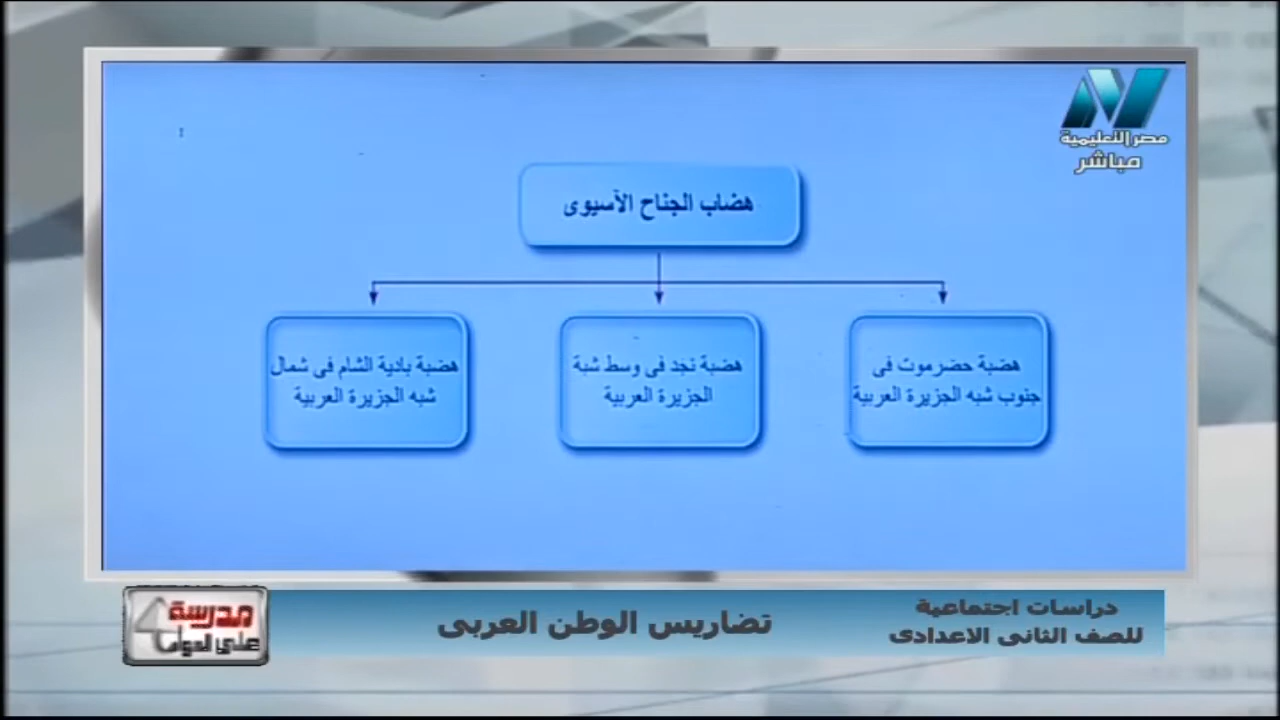 مصر التعليمية
مباشر
هضاب الجناح الآسيوى
هضبة حضرموت فى
جنوب شبه الجزيرة العربية
هضبة نجد فى وسط شبة
الجزيرة العربية
هضبة بادية الشام فى شمال
شبه الجزيرة العربية
دراسات اجتماعية
للصف الثانى الاعدادى
تضاريس الوطن العربى
مدرسة
على الهواء